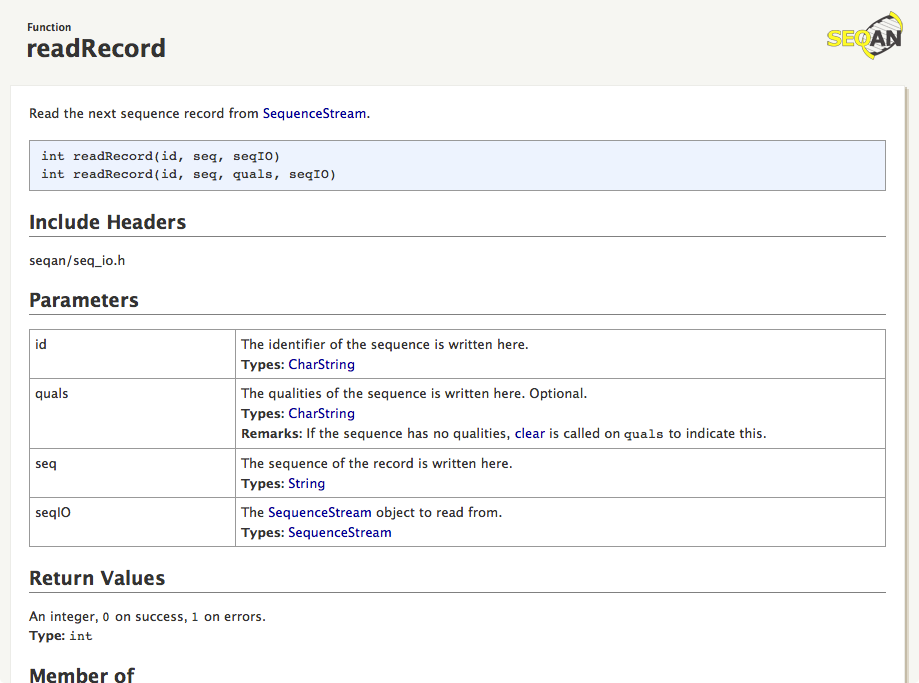 Function
readRecord
SEQAN
Read the next sequence record from SequenceStream.
int readRecord(id, seq, seqIO)
int readRecord(id, seq, quals, seqIO)
Include Headers
seqan/seq_io.h
Parameters
id
The identifier of the sequence is written here.
Types: CharString
quals
The qualities of the sequence is written here. Optional.
Types: CharString
Remarks: If the sequence has no qualities, clear is called on quals to indicate this.
seq
The sequence of the record is written here.
Types: String
seqIO
The SequenceStream object to read from.
Types: SequenceStream
Return Values
An integer, 0 on success, 1 on errors.
Type: int
Member of